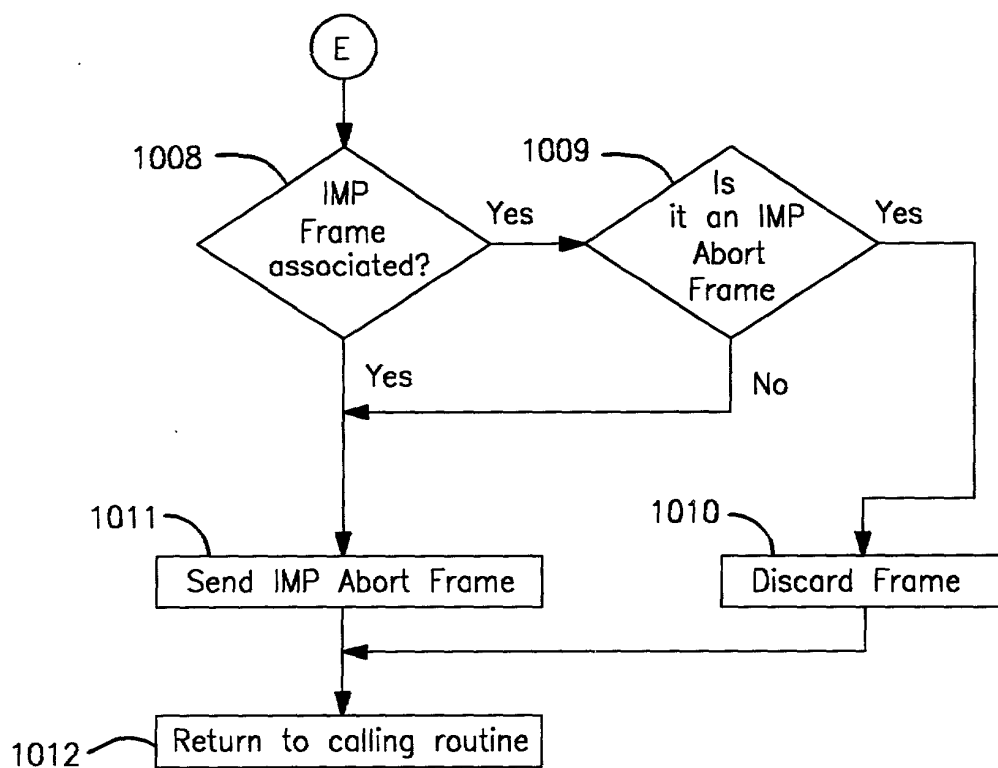 E
1008
IMP
Frame
associated?
Yes
Yes
1009
Is
it an IMP
Abort
Frame
Yes
No
1011
Send IMP Abort Frame
1010
Discard Frame
1012
Return to calling routine